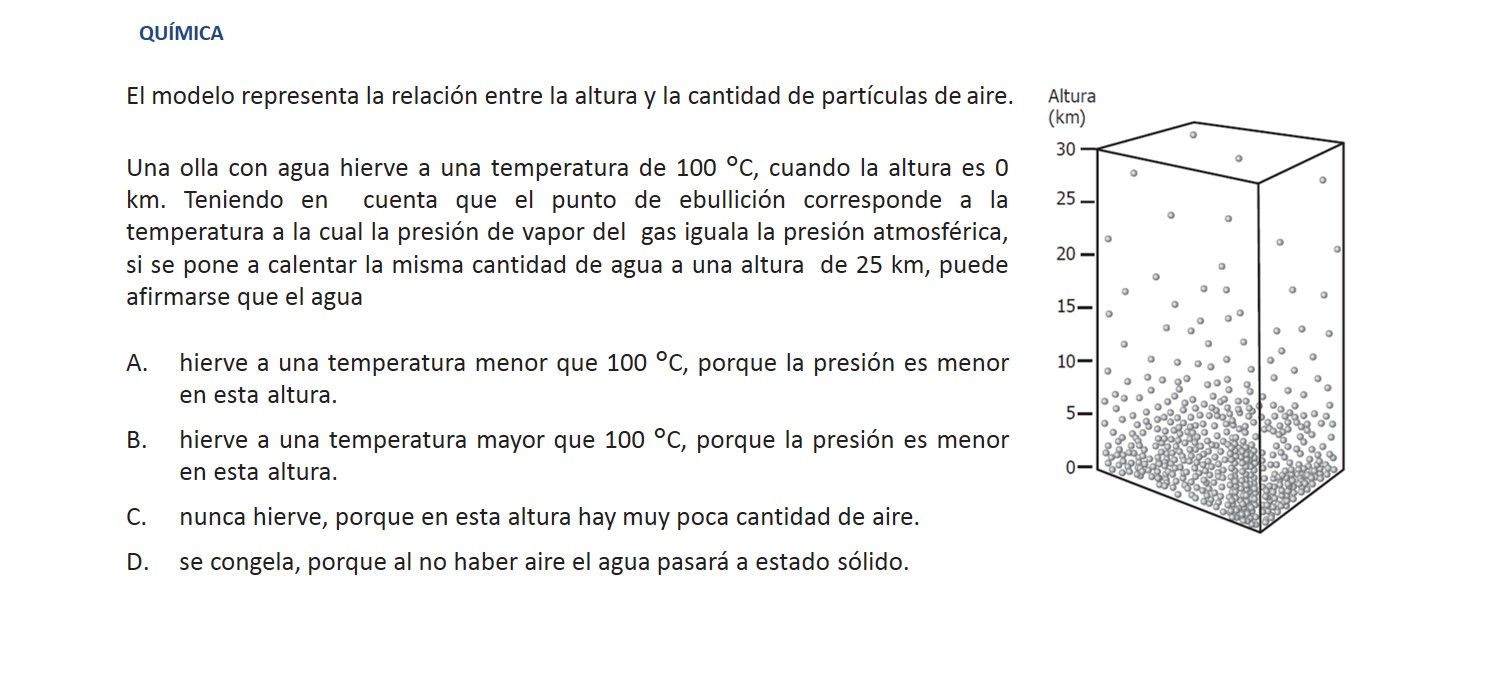 QUÍMICA
El modelo representa la relación entre la altura y la cantidad de partículas de aire.
Una olla con agua hierve a una temperatura de 100 °C, cuando la altura es 0
km. Teniendo en cuenta que el punto de ebullición corresponde a la
temperatura a la cual la presión de vapor del gas iguala la presión atmosférica,
si se pone a calentar la misma cantidad de agua a una altura de 25 km, puede
afirmarse que el agua
A. hierve a una temperatura menor que 100 °C, porque la presión es menor
en esta altura.
B. hierve a una temperatura mayor que 100 °C, porque la presión es menor
en esta altura.
C. nunca hierve, porque en esta altura hay muy poca cantidad de aire.
D. se congela, porque al no haber aire el agua pasará a estado sólido.
Altura
(km)
30
25
20
15
10
5
0